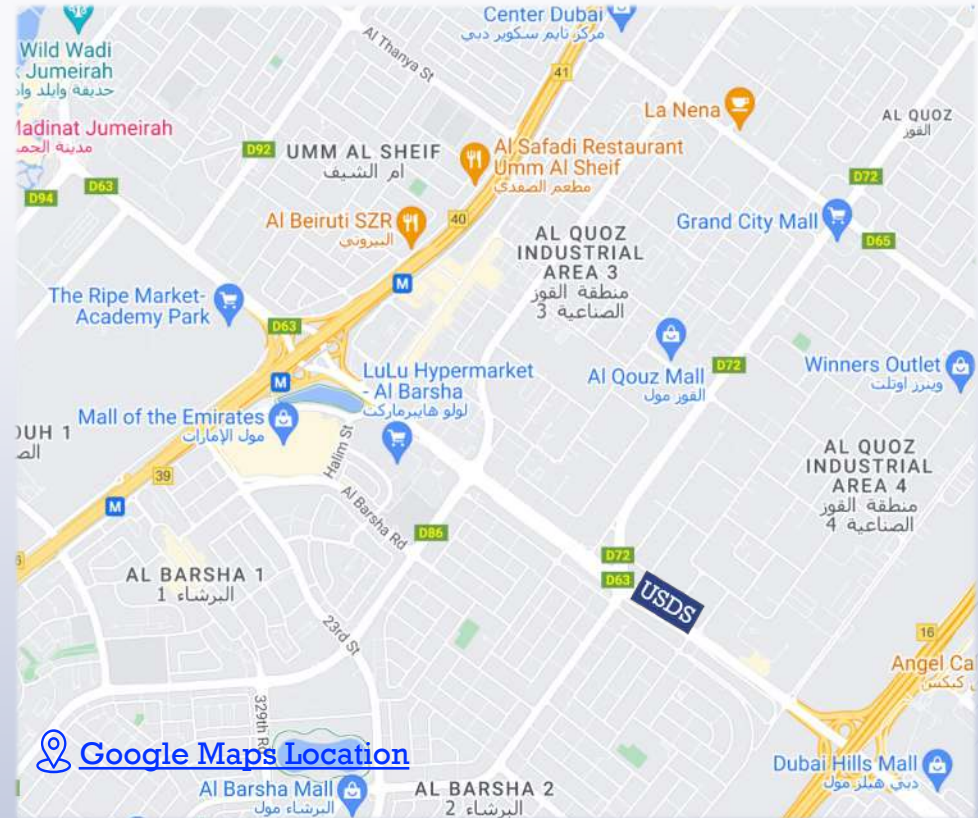 Center Dubai
مركز تايم سكوير دبي
Wild Wadi
Jumeirah
Al Thanya St
41
La Nena
AL QUOZ
القوز
Madinat Jumeirah
D92
UMM AL SHEIF
ام الشيف
Al Safadi Restaurant
Umm Al Sheif
مطعم الصفدي
D72
D63
D94
Al Beiruti SZR
البيروتي
40
Grand City Mall
D65
AL QUOZ
INDUSTRIAL
AREA 3
منطقة القوز
الصناعية 3
M
The Ripe Market-
Academy Park
D63
M
LuLu Hypermarket
- Al Barsha
لولو هايبرماركت
Al Qouz Mall
القوز مول
D72
Winners Outlet
وينرز اوتلت
Mall of the Emirates
مول الإمارات
Halim St
39
M
Al Barsha Rd
D86
AL QUOZ
INDUSTRIAL
AREA 4
منطقة القوز
الصناعية 4
AL BARSHA 1
البرشاء 1
D72
D63
USDS
23rd St
16
329th Rd
Google Maps Location
Al Barsha Mall
البرشاء مول
AL BARSHA 2
البرشاء 2
Dubai Hills Mall
دبي هيلز مول